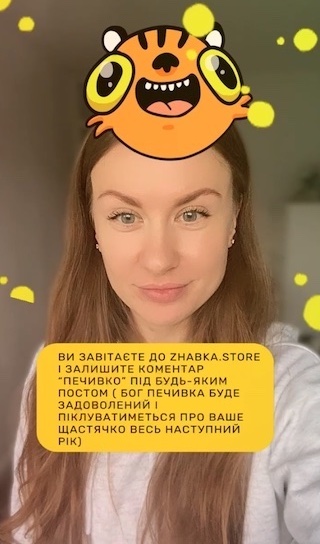 ВИ ЗАВІТАЄТЕ ДО ZHABKA.STORE
І ЗАЛИШИТЕ КОМЕНТАР
"ПЕЧИВКО" ПІД БУДЬ-ЯКИМ
ПОСТОМ ( БОГ ПЕЧИВКА БУДЕ
ЗАДОВОЛЕНИЙ І
ПІКЛУВАТИМЕТЬСЯ ПРО ВАШЕ
ЩАСТЯЧКО ВЕСЬ НАСТУПНИЙ
РІК)